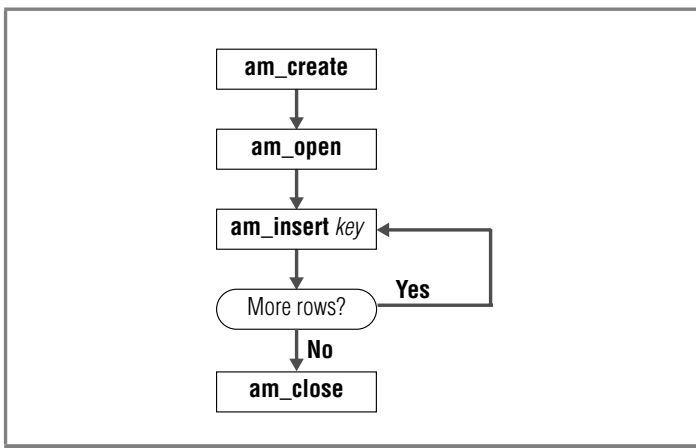 am_create
am_open
am_insert key
More rows?
Yes
No
am_close